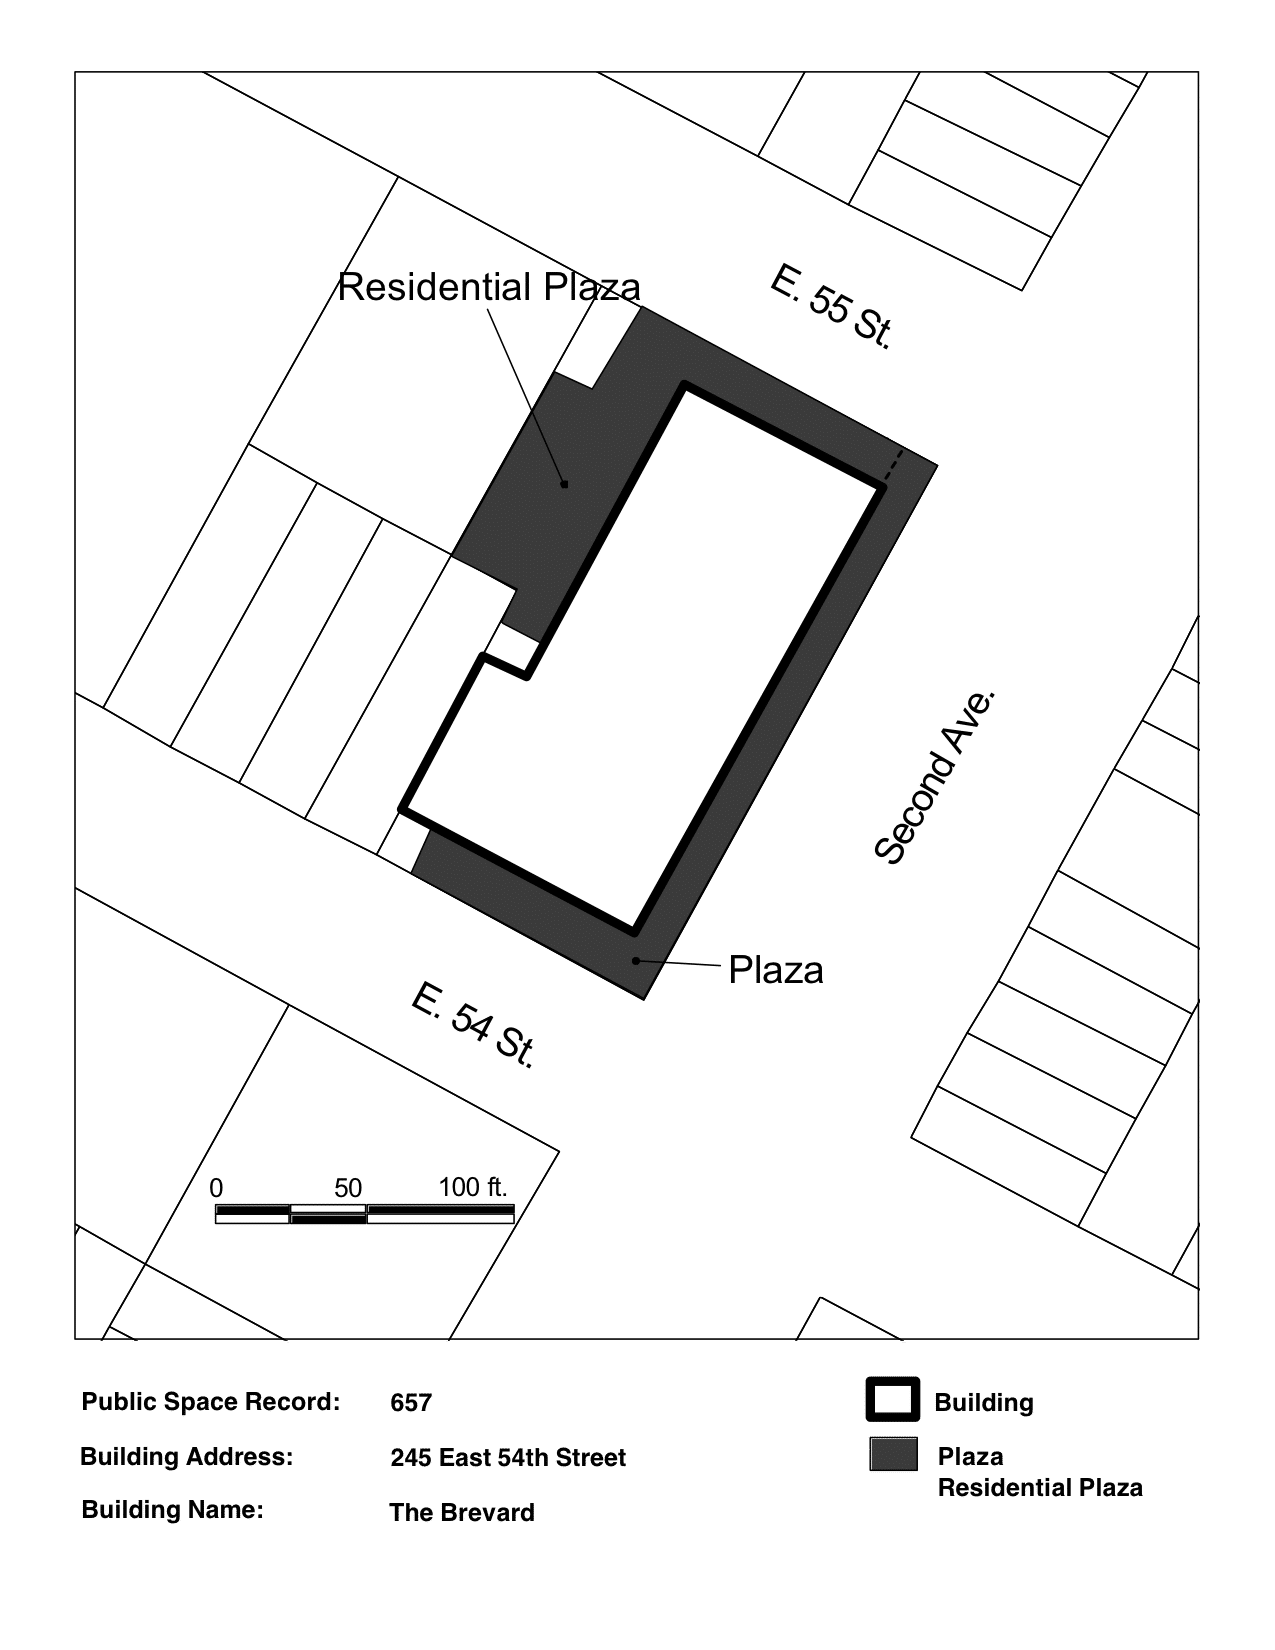 Residential Plaza
E. 55 St.
Second Ave.
Plaza
E. 54 St.
0 50 100 ft.
Public Space Record: 657
Building Address: 245 East 54th Street
Building Name: The Brevard
Building
Plaza
Residential Plaza